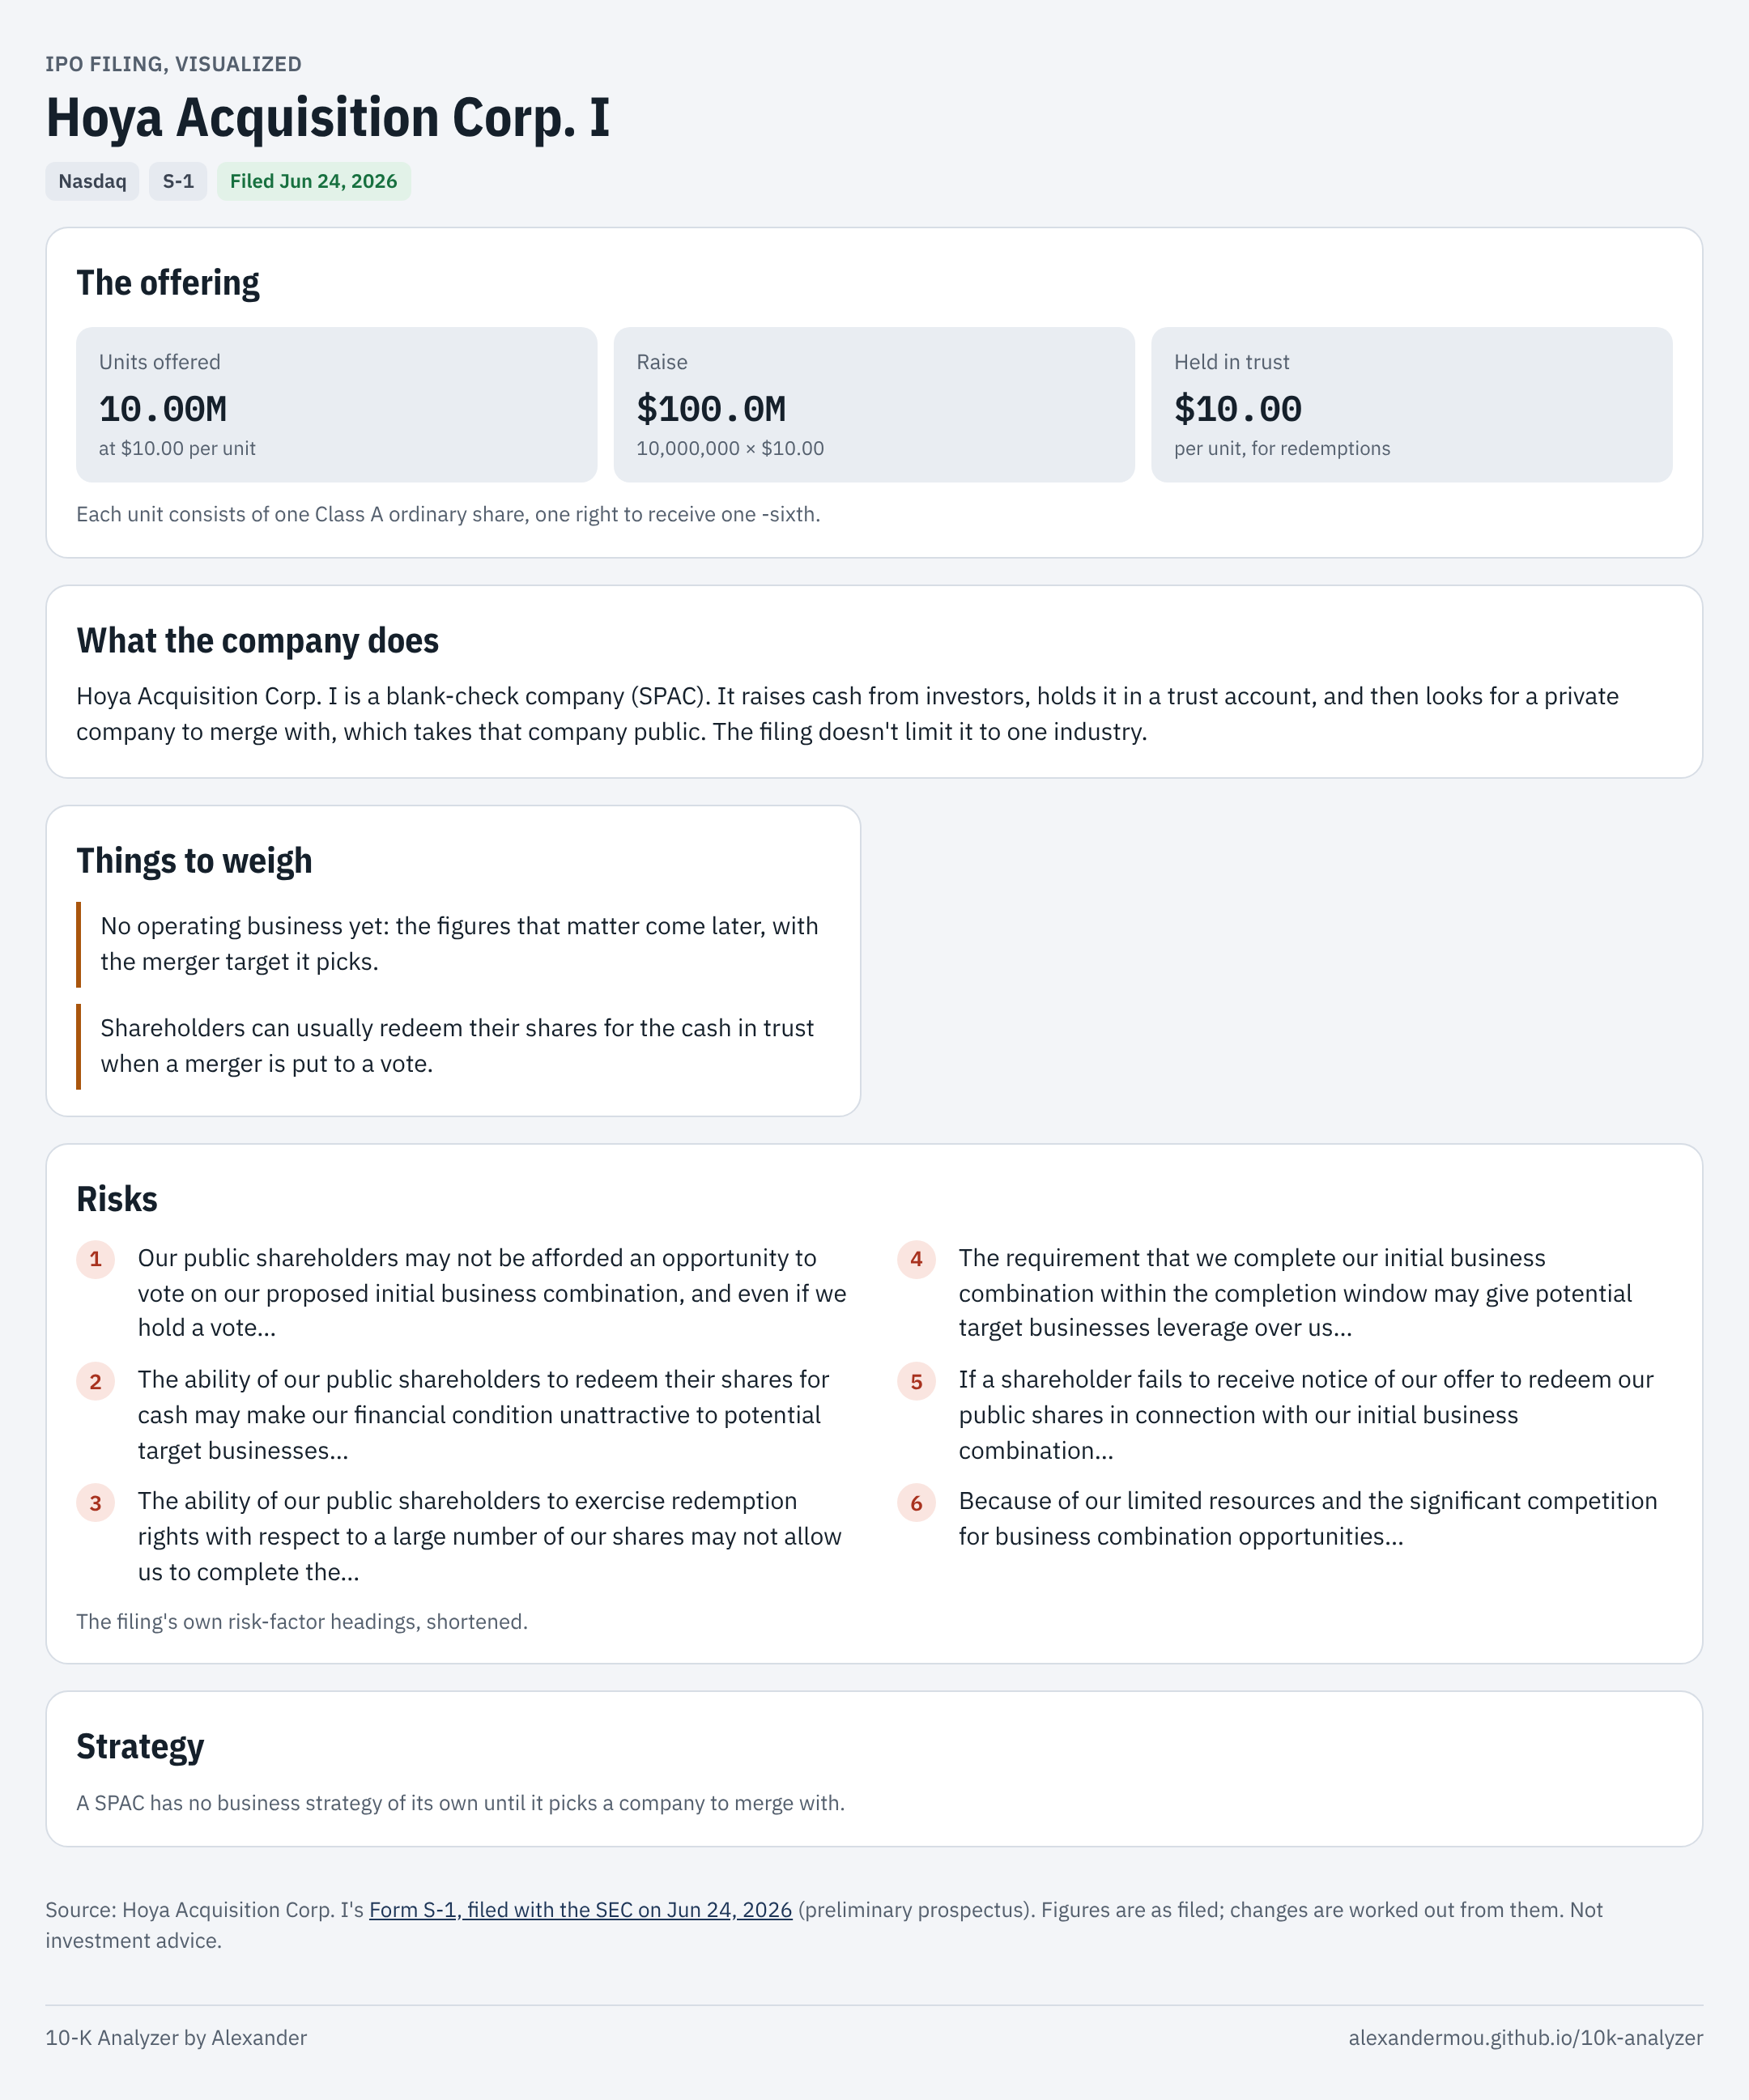 IPO FILING, VISUALIZED
Hoya Acquisition Corp. I
Nasdaq S-1 Filed Jun 24, 2026
The offering
Units offered
10.00M
at $10.00 per unit
Raise
$100.0M
10,000,000 × $10.00
Held in trust
$10.00
per unit, for redemptions
Each unit consists of one Class A ordinary share, one right to receive one -sixth.
What the company does
Hoya Acquisition Corp. I is a blank-check company (SPAC). It raises cash from investors, holds it in a trust account, and then looks for a private
company to merge with, which takes that company public. The filing doesn't limit it to one industry.
Things to weigh
No operating business yet: the figures that matter come later, with
the merger target it picks.
Shareholders can usually redeem their shares for the cash in trust
when a merger is put to a vote.
Risks
1 Our public shareholders may not be afforded an opportunity to
vote on our proposed initial business combination, and even if we
hold a vote…
2 The ability of our public shareholders to redeem their shares for
cash may make our financial condition unattractive to potential
target businesses…
3 The ability of our public shareholders to exercise redemption
rights with respect to a large number of our shares may not allow
us to complete the…
4 The requirement that we complete our initial business
combination within the completion window may give potential
target businesses leverage over us…
5 If a shareholder fails to receive notice of our offer to redeem our
public shares in connection with our initial business
combination…
6 Because of our limited resources and the significant competition
for business combination opportunities…
The filing's own risk-factor headings, shortened.
Strategy
A SPAC has no business strategy of its own until it picks a company to merge with.
Source: Hoya Acquisition Corp. I's Form S-1, filed with the SEC on Jun 24, 2026 (preliminary prospectus). Figures are as filed; changes are worked out from them. Not
investment advice.
10-K Analyzer by Alexander
alexandermou.github.io/10k-analyzer